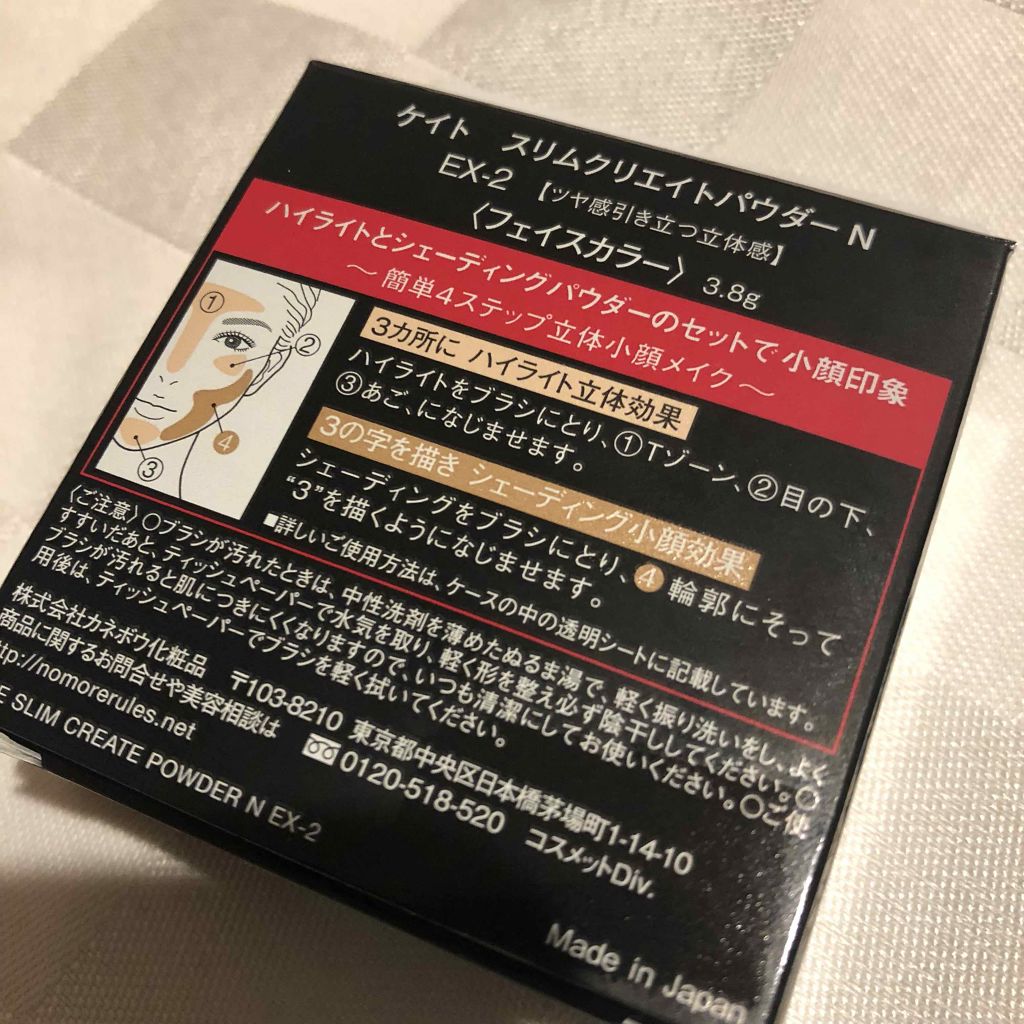 ケイト スリムクリエイトパウダー N
EX-2 【ツヤ感引き立つ立体感】
〈フェイスカラー〉 3.8g
ハイライトとシェーディングパウダーのセットで小顔印象
～簡単4ステップ立体小顔メイク～
①
②
③
④
3カ所に ハイライト立体効果
ハイライトをブラシにとり、①Tゾーン、②目の下、
③あご、になじませます。
3の字を描き シェーディング小顔効果
シェーディングをブラシにとり、④輪郭にそって
“3”を描くようになじませます。
■詳しいご使用方法は、ケースの中の透明シートに記載しています。
〈ご注意〉○ブラシが汚れたときは、中性洗剤を薄めたぬるま湯で、軽く振り洗いをし、よく
すすいだあと、ティッシュペーパーで水気を取り、軽く形を整え必ず陰干ししてください。○
ブラシが汚れると肌につきにくくなりますので、いつも清潔にしてお使いください。○ご使
用後は、ティッシュペーパーでブラシを軽く拭いてください。
株式会社カネボウ化粧品 〒103-8210 東京都中央区日本橋茅場町1-14-10
商品に関するお問合せや美容相談は 0120-518-520 コスメットDiv.
ttp://nomorerules.net
E SLIM CREATE POWDER N EX-2
Made in Japan